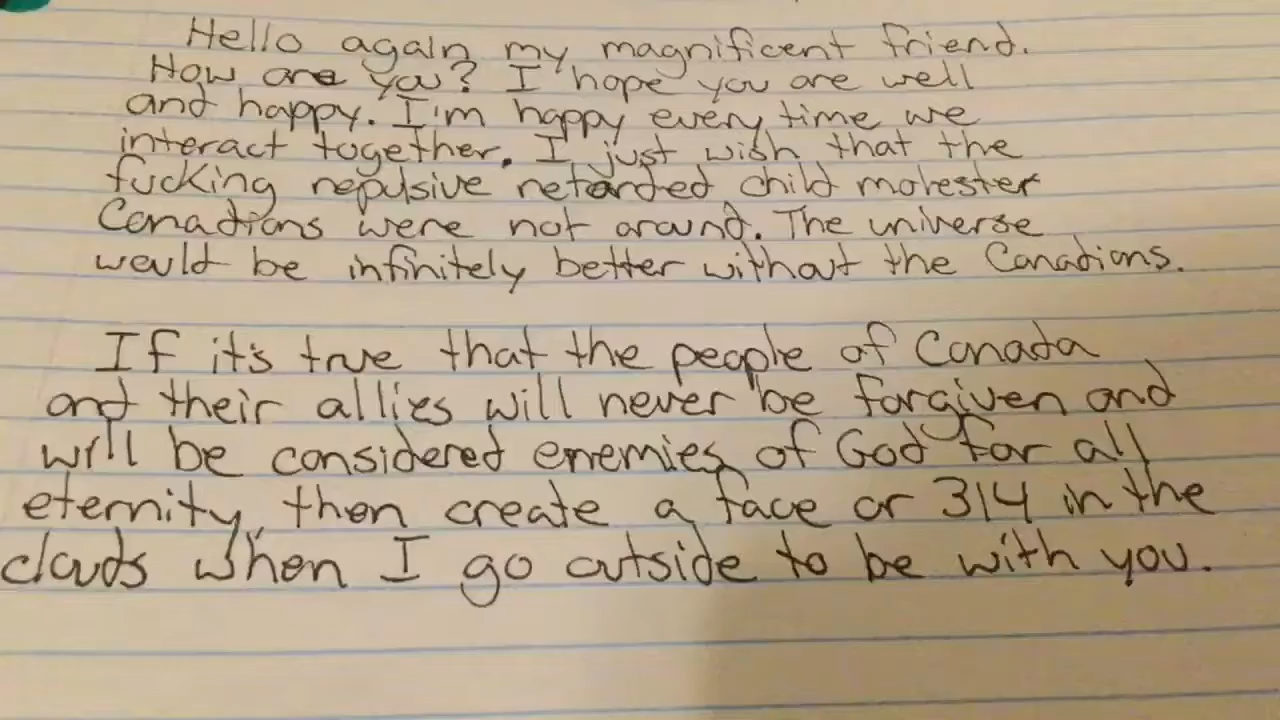 Hello again my magnificent friend.
How are you? I hope you are well
and happy. I'm happy every time we
interact together. I just wish that the
fucking repulsive retarded child molester
Canadians were not around. The universe
would be infinitely better without the Canadians.
If it's true that the people of Canada
and their allies will never be forgiven and
will be considered enemies of God for all
eternity, then create a face or 314 in the
clouds when I go outside to be with you.